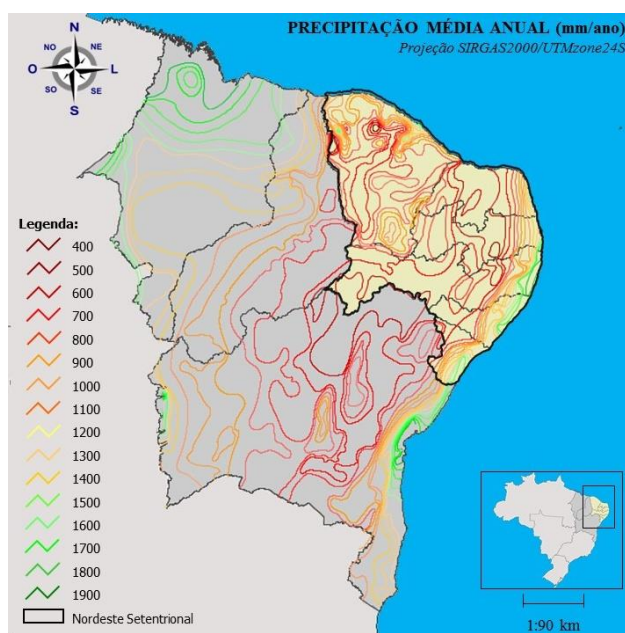 PRECIPITAÇÃO MÉDIA ANUAL (mm/ano)
Projeção SIRGAS2000/UTMzone24S
N
NO
NE
O
L
SO
SE
S
Legenda:
400
500
600
700
800
900
1000
1100
1200
1300
1400
1500
1600
1700
1800
1900
Nordeste Setentrional
1:90 km